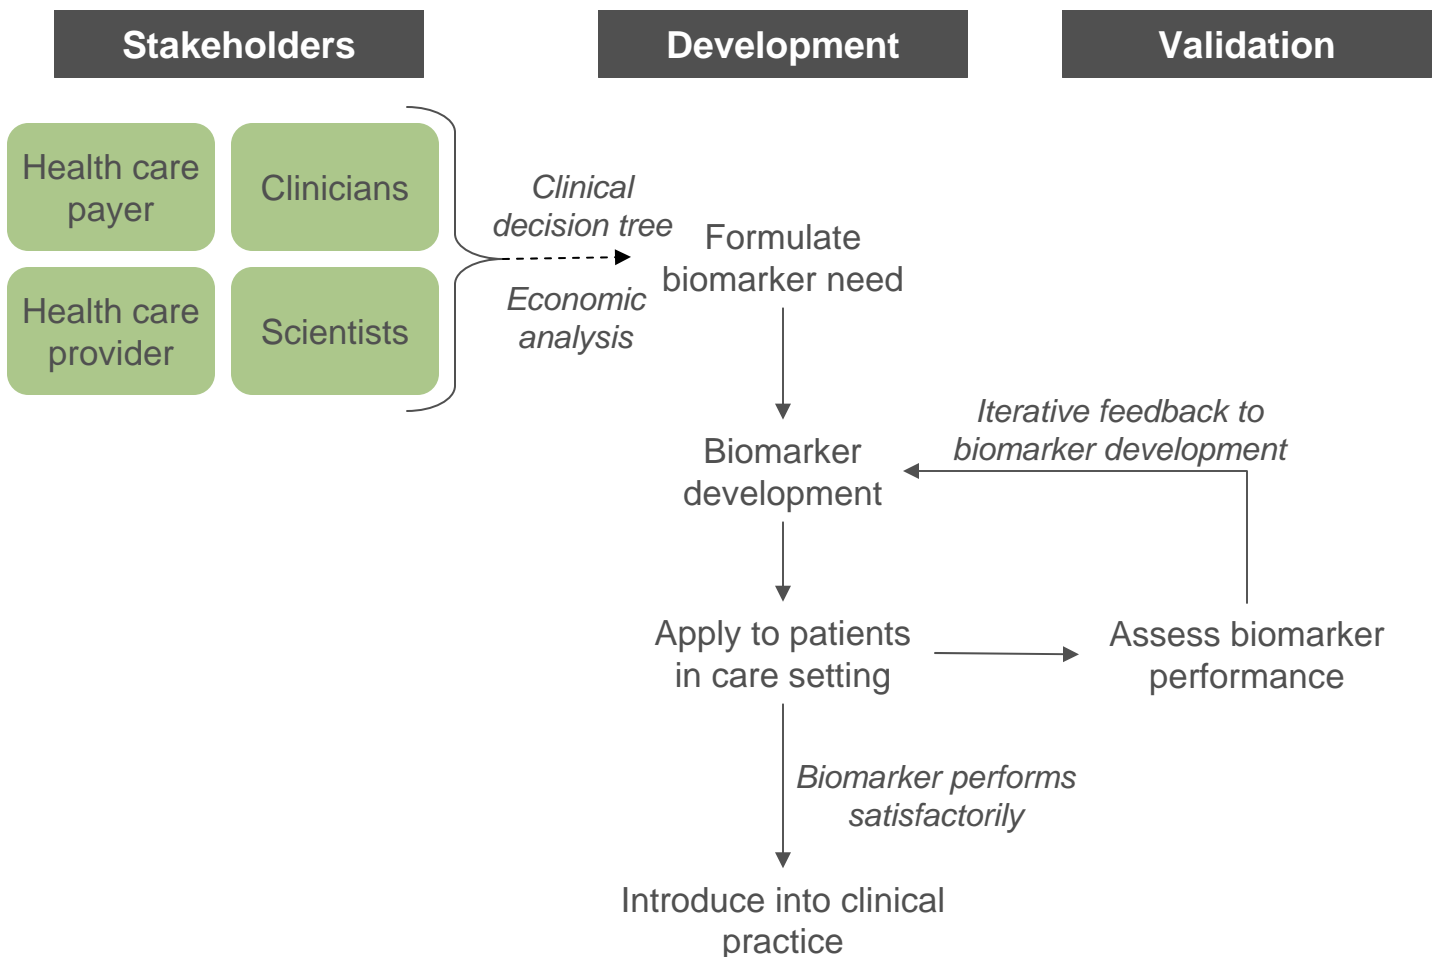 Stakeholders
Development
Validation
Health care
payer
Clinicians
Health care
provider
Scientists
Clinical
decision tree
Economic
analysis
Formulate
biomarker need
Iterative feedback to
biomarker development
Biomarker
development
Apply to patients
in care setting
Assess biomarker
performance
Biomarker performs
satisfactorily
Introduce into clinical
practice